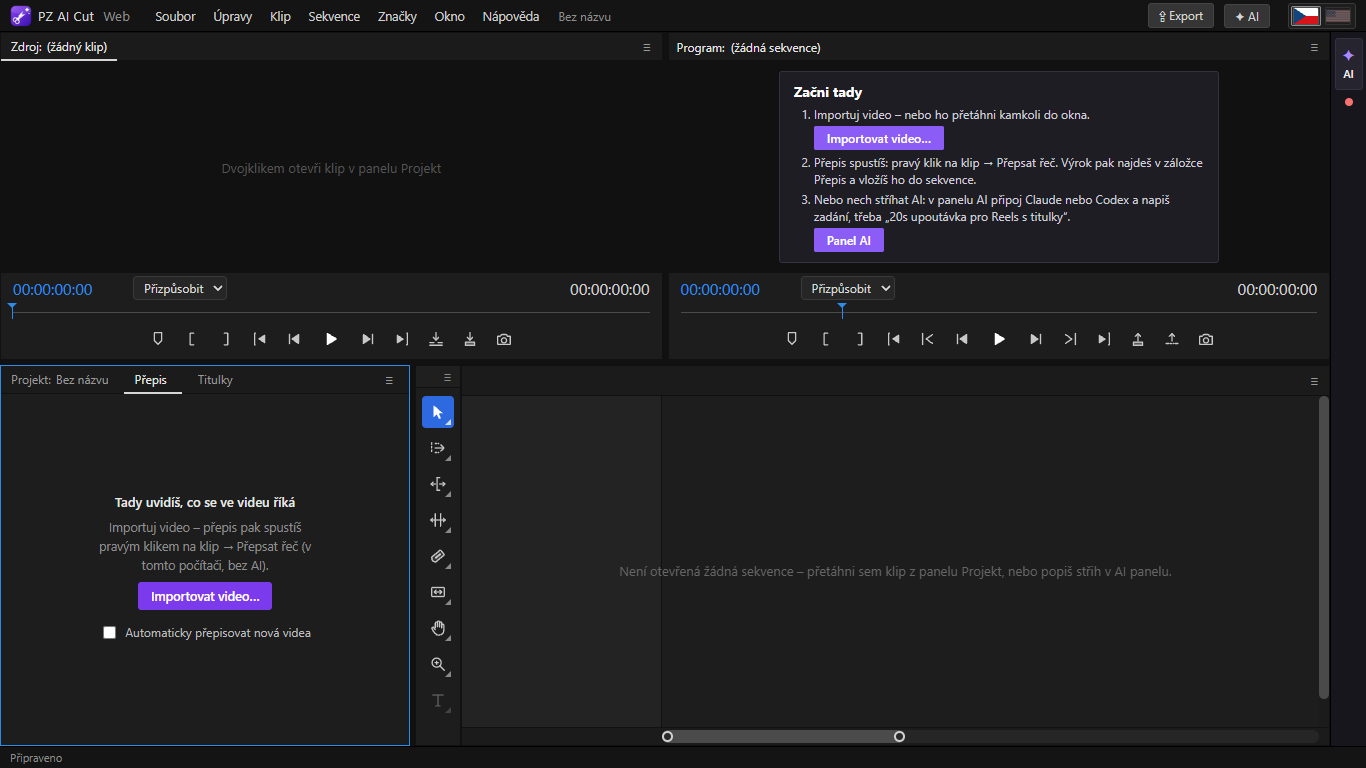 PZ AI Cut Web Soubor Úpravy Klip Sekvence Značky Okno Nápověda Bez názvu Export AI
Zdroj: (žádný klip)
Program: (žádná sekvence)
AI
Dvojklikem otevři klip v panelu Projekt
Začni tady
1. Importuj video – nebo ho přetáhni kamkoli do okna.
Importovat video…
2. Přepis spustíš: pravý klik na klip → Přepsat řeč. Výrok pak najdeš v záložce
Přepis a vložíš ho do sekvence.
3. Nebo nech stříhat AI: v panelu AI připoj Claude nebo Codex a napiš
zadání, třeba „20s upoutávka pro Reels s titulky“.
Panel AI
00:00:00:00 Přizpůsobit 00:00:00:00
00:00:00:00 Přizpůsobit 00:00:00:00
Projekt: Bez názvu Přepis Titulky
Tady uvidíš, co se ve videu říká
Importuj video – přepis pak spustíš
pravým klikem na klip → Přepsat řeč (v
tomto počítači, bez AI).
Importovat video…
Automaticky přepisovat nová videa
Není otevřená žádná sekvence – přetáhni sem klip z panelu Projekt, nebo popiš střih v AI panelu.
Připraveno